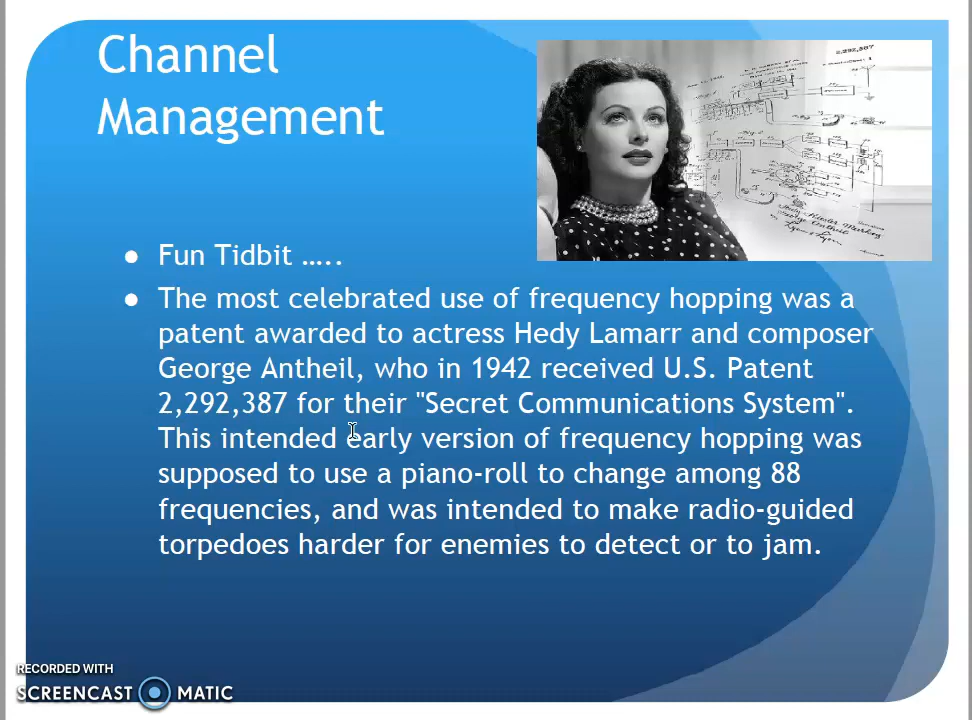 Channel
Management
2,292,387
● Fun Tidbit …..
● The most celebrated use of frequency hopping was a
patent awarded to actress Hedy Lamarr and composer
George Antheil, who in 1942 received U.S. Patent
2,292,387 for their "Secret Communications System".
This intended early version of frequency hopping was
supposed to use a piano-roll to change among 88
frequencies, and was intended to make radio-guided
torpedoes harder for enemies to detect or to jam.
RECORDED WITH
SCREENCAST MATIC